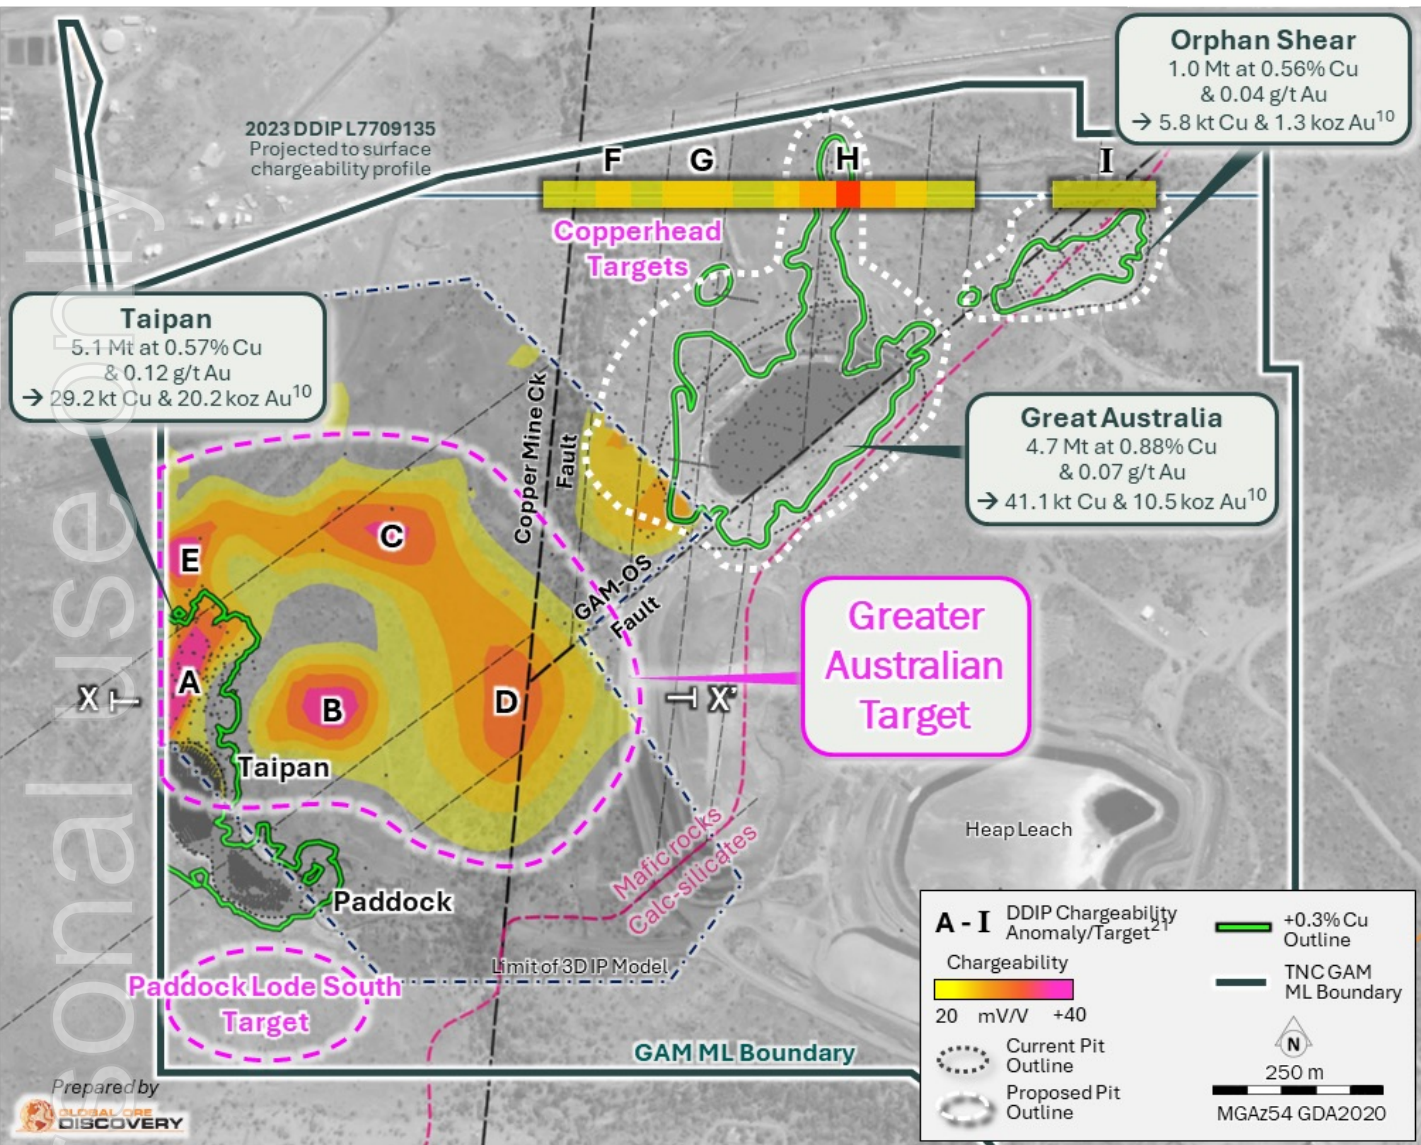 Orphan Shear
1.0 Mt at 0.56% Cu
& 0.04 g/t Au
→ 5.8 kt Cu & 1.3 koz Au10
2023 DDIP L7709135
Projected to surface
chargeability profile
F
G
H
I
Copperhead
Targets
Taipan
5.1 Mt at 0.57% Cu
& 0.12 g/t Au
→ 29.2 kt Cu & 20.2 koz Au10
Great Australia
4.7 Mt at 0.88% Cu
& 0.07 g/t Au
→ 41.1 kt Cu & 10.5 koz Au10
Copper Mine Ck
Fault
GAM-OS
Fault
C
E
A
B
D
X
X'
Greater
Australian
Target
Taipan
Paddock
Heap Leach
Mafic rocks
Calc-silicates
Limit of 3D IP Model
Paddock Lode South
Target
GAM ML Boundary
A - I
DDIP Chargeability
Anomaly/Target21
Chargeability
20 mV/V +40
Current Pit
Outline
Proposed Pit
Outline
+0.3% Cu
Outline
TNC GAM
ML Boundary
N
250 m
MGAz54 GDA2020
Prepared by
GLOBAL ORE
DISCOVERY
sonal use only